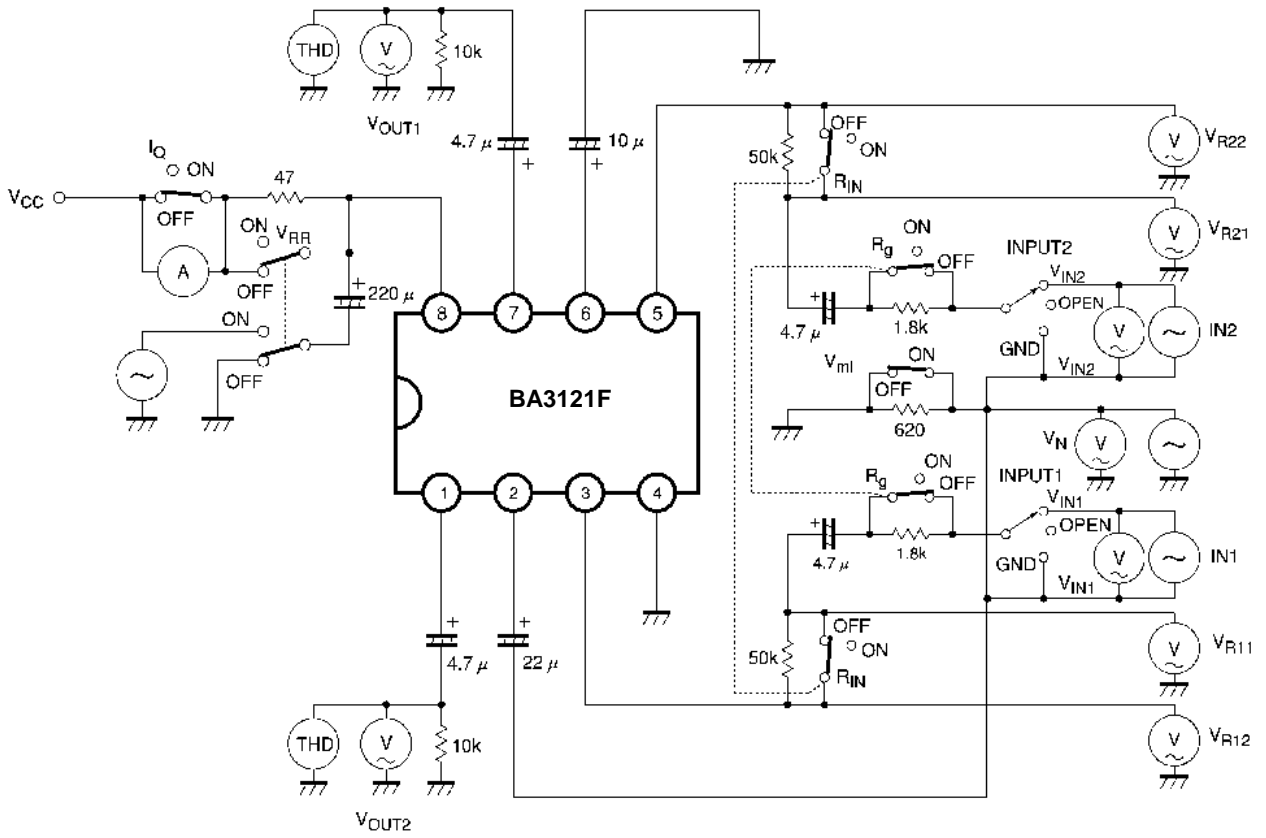 THD
V
10k
V_OUT1
4.7 μ
+
10 μ
+
OFF
ON
50k
R_IN
V
V_R22
V
V_R21
I_Q
ON
V_CC
OFF
47
A
ON
V_RR
OFF
+
220 μ
ON
OFF
8
7
6
5
BA3121F
1
2
3
4
ON
R_g
OFF
INPUT2
V_IN2
OPEN
+
4.7 μ
1.8k
GND
V
IN2
V_IN2
V_ml
ON
OFF
620
V_N
V
ON
R_g
OFF
INPUT1
V_IN1
OPEN
+
4.7 μ
1.8k
GND
V
IN1
V_IN1
OFF
ON
50k
R_IN
V
V_R11
V
V_R12
+
4.7 μ
+
22 μ
THD
V
10k
V_OUT2